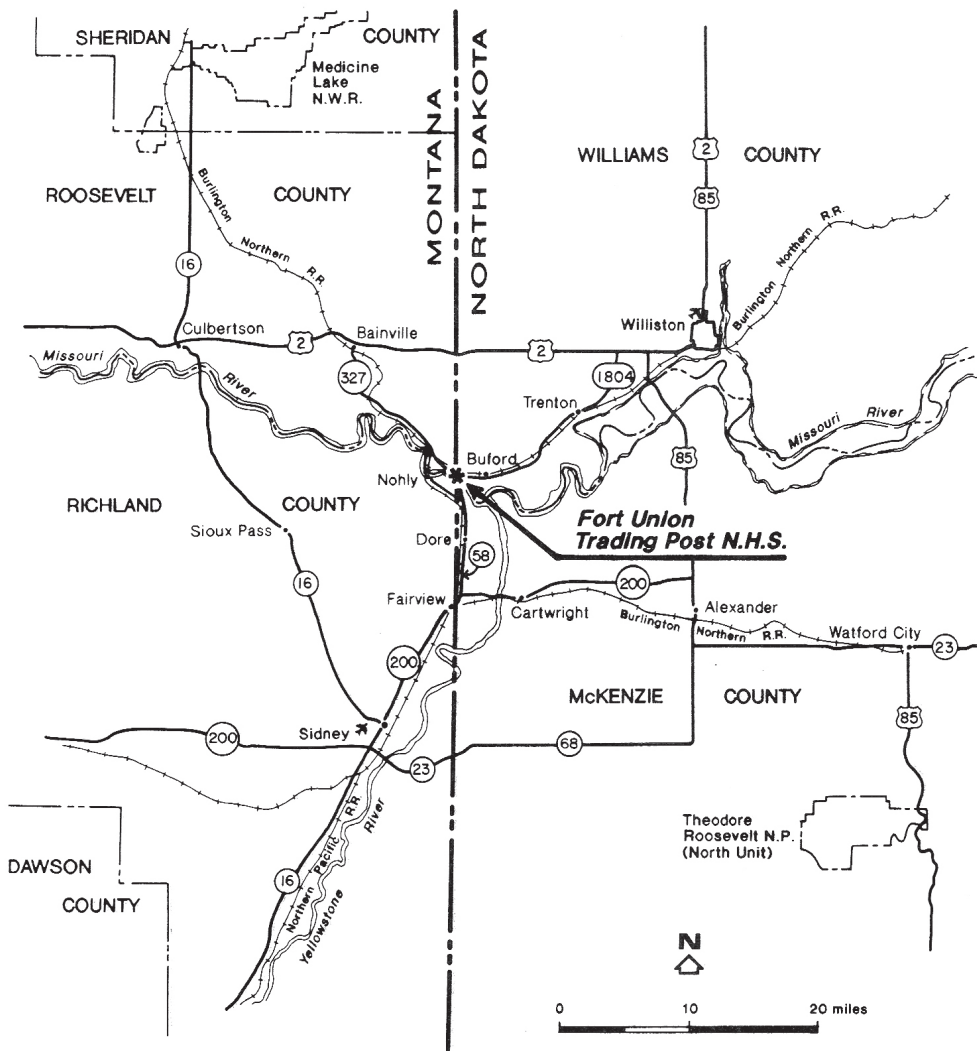 SHERIDAN COUNTY
Medicine
Lake
N.W.R.
MONTANA
NORTH DAKOTA
WILLIAMS COUNTY
2
85
ROOSEVELT COUNTY
Burlington
Northern
R.R.
16
Burlington Northern R.R.
Culbertson
2
Bainville
327
Williston
2
1804
Trenton
Missouri
River
Missouri River
85
Buford
Nohly
RICHLAND COUNTY
Fort Union
Trading Post N.H.S.
Sioux Pass
Dore
58
16
Fairview
Cartwright
200
Burlington
Northern
R.R.
Alexander
Watford City
23
200
McKENZIE COUNTY
85
Sidney
200
23
68
DAWSON
COUNTY
16
Northern Pacific R.R.
Yellowstone River
Theodore
Roosevelt N.P.
(North Unit)
N
0 10 20 miles